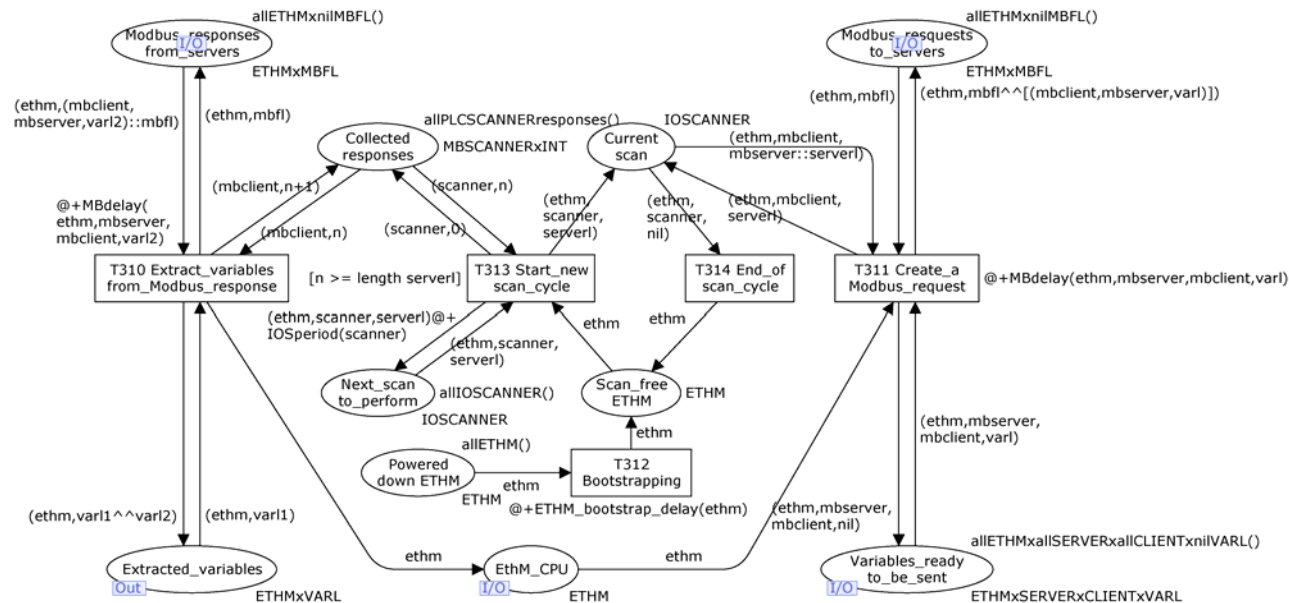 allETHMxnilMBFL()
Modbus_responses
from_servers
I/O
ETHMxMBFL
allETHMxnilMBFL()
Modbus_resquests
to_servers
I/O
ETHMxMBFL
(ethm,(mbclient,
mbserver,varl2)::mbfl)
(ethm,mbfl)
allPLCSCANNERresponses()
Collected
responses
MBSCANNERxINT
IOSCANNER
Current
scan
(ethm,mbclient,
mbserver::serverl)
(ethm,mbfl)
(ethm,mbfl^^[(mbclient,mbserver,varl)])
@+MBdelay(
ethm,mbserver,
mbclient,varl2)
(mbclient,n+1)
(mbclient,n)
(scanner,n)
(scanner,0)
(ethm,
scanner,
serverl)
(ethm,
scanner,
nil)
(ethm,mbclient,
serverl)
T310 Extract_variables
from_Modbus_response
[n >= length serverl]
T313 Start_new
scan_cycle
T314 End_of
scan_cycle
T311 Create_a
Modbus_request
@+MBdelay(ethm,mbserver,mbclient,varl)
(ethm,scanner,serverl)@+
IOSperiod(scanner)
(ethm,scanner,
serverl)
ethm
ethm
Next_scan
to_perform
allIOSCANNER()
IOSCANNER
Scan_free
ETHM
ETHM
allETHM()
Powered
down ETHM
ETHM
ethm
ethm
T312
Bootstrapping
@+ETHM_bootstrap_delay(ethm)
(ethm,mbserver,
mbclient,varl)
(ethm,mbserver,
mbclient,nil)
(ethm,varl1^^varl2)
(ethm,varl1)
Extracted_variables
Out
ETHMxVARL
ethm
EthM_CPU
I/O
ETHM
ethm
allETHMxallSERVERxallCLIENTxnilVARL()
Variables_ready
to_be_sent
I/O
ETHMxSERVERxCLIENTxVARL